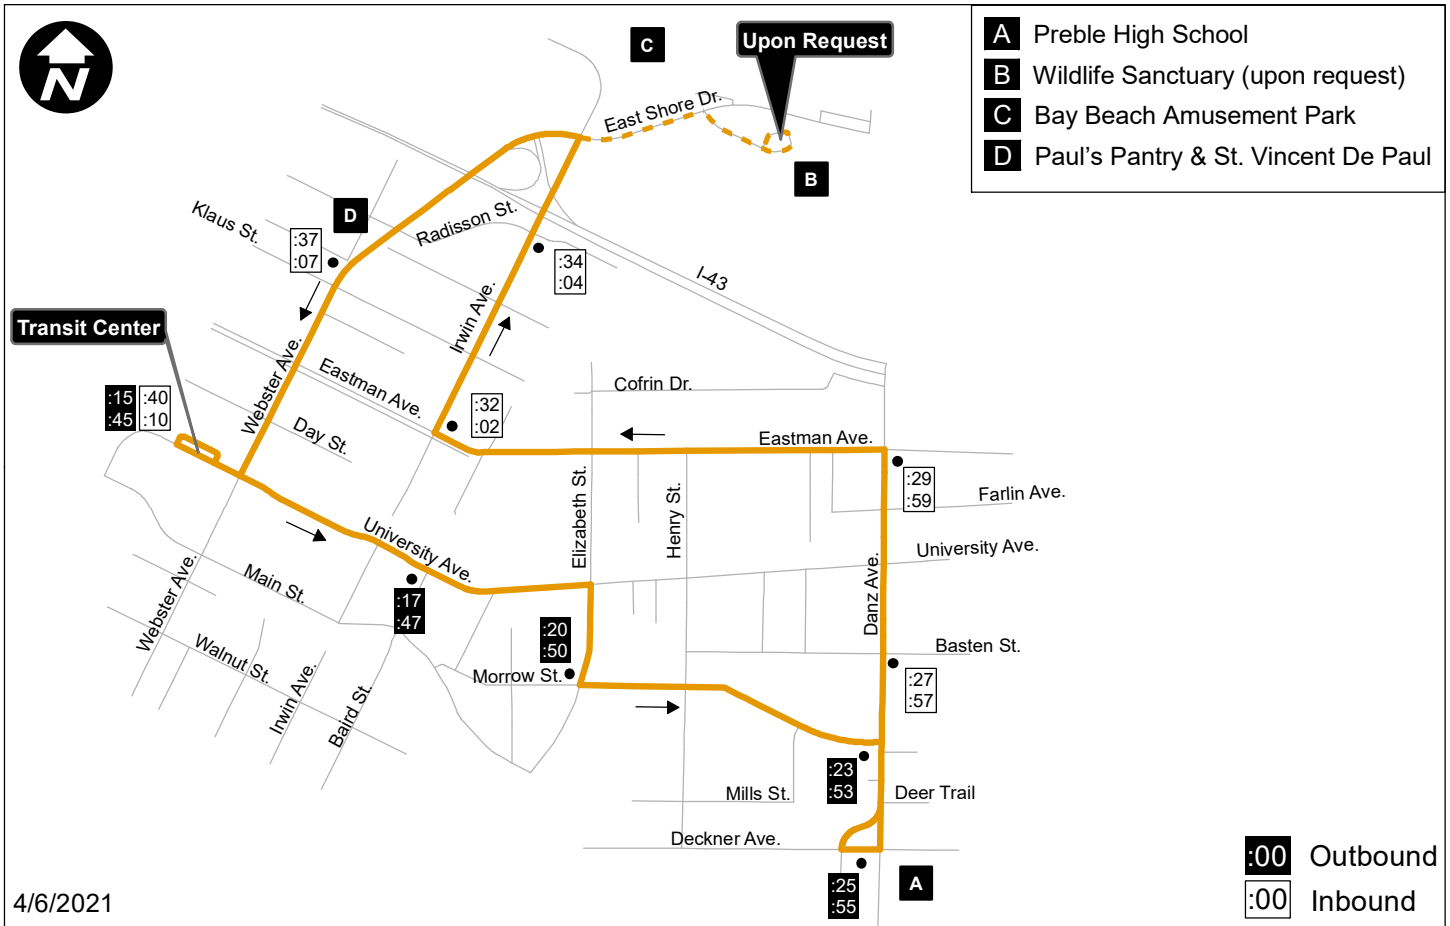 N
C
Upon Request
A Preble High School
B Wildlife Sanctuary (upon request)
C Bay Beach Amusement Park
D Paul's Pantry & St. Vincent De Paul
East Shore Dr.
B
Klaus St.
D
Radisson St.
:37
:07
:34
:04
I-43
Transit Center
Irwin Ave.
Webster Ave.
Eastman Ave.
Cofrin Dr.
:15 :40
:45 :10
:32
:02
Day St.
Eastman Ave.
:29
:59
Farlin Ave.
Elizabeth St.
Henry St.
University Ave.
University Ave.
Danz Ave.
Main St.
Webster Ave.
:17
:47
:20
:50
Walnut St.
Basten St.
Morrow St.
:27
:57
Irwin Ave.
Baird St.
:23
:53
Mills St.
Deer Trail
Deckner Ave.
:25
:55
A
:00 Outbound
:00 Inbound
4/6/2021